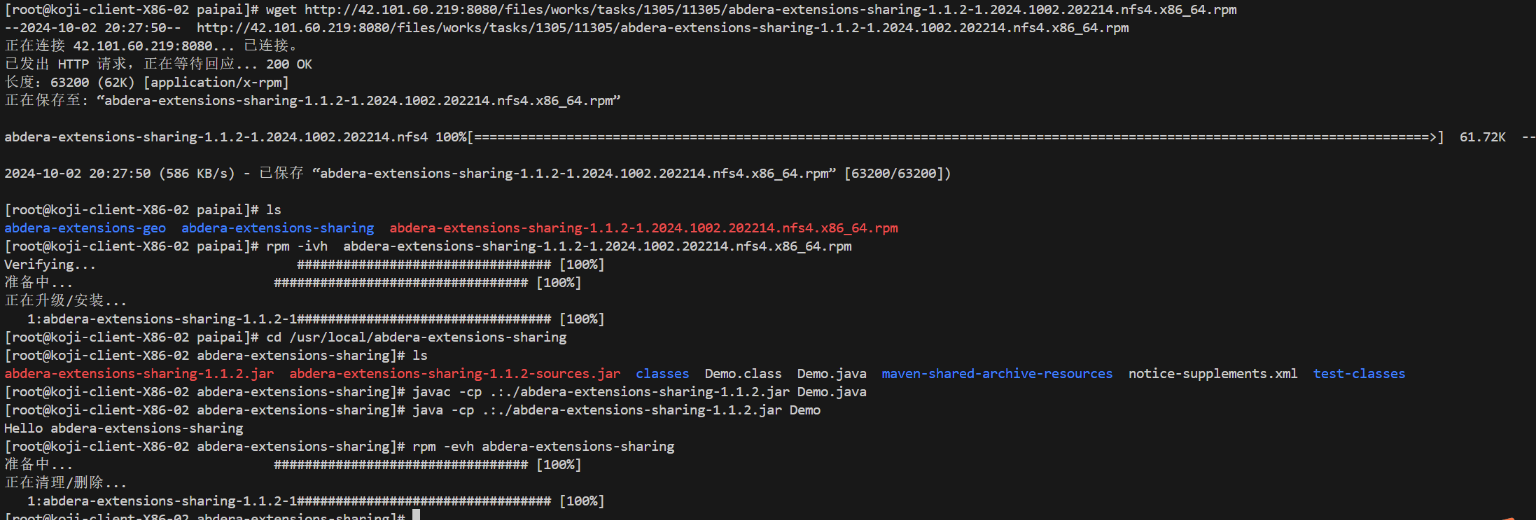 [root@koji-client-X86-02 paipai]# wget http://42.101.60.219:8080/files/works/tasks/1305/11305/abdera-extensions-sharing-1.1.2-1.2024.1002.202214.nfs4.x86_64.rpm
--2024-10-02 20:27:50--  http://42.101.60.219:8080/files/works/tasks/1305/11305/abdera-extensions-sharing-1.1.2-1.2024.1002.202214.nfs4.x86_64.rpm
正在连接 42.101.60.219:8080... 已连接。
已发出 HTTP 请求，正在等待回应... 200 OK
长度：63200 (62K) [application/x-rpm]
正在保存至: “abdera-extensions-sharing-1.1.2-1.2024.1002.202214.nfs4.x86_64.rpm”
abdera-extensions-sharing-1.1.2-1.2024.1002.202214.nfs4 100%[============================================================================================================================>]  61.72K  --
2024-10-02 20:27:50 (586 KB/s) - 已保存 “abdera-extensions-sharing-1.1.2-1.2024.1002.202214.nfs4.x86_64.rpm” [63200/63200])
[root@koji-client-X86-02 paipai]# ls
abdera-extensions-geo  abdera-extensions-sharing  abdera-extensions-sharing-1.1.2-1.2024.1002.202214.nfs4.x86_64.rpm
[root@koji-client-X86-02 paipai]# rpm -ivh  abdera-extensions-sharing-1.1.2-1.2024.1002.202214.nfs4.x86_64.rpm
Verifying...                          ################################# [100%]
准备中...                          ################################# [100%]
正在升级/安装...
   1:abdera-extensions-sharing-1.1.2-1################################# [100%]
[root@koji-client-X86-02 paipai]# cd /usr/local/abdera-extensions-sharing
[root@koji-client-X86-02 abdera-extensions-sharing]# ls
abdera-extensions-sharing-1.1.2.jar  abdera-extensions-sharing-1.1.2-sources.jar  classes  Demo.class  Demo.java  maven-shared-archive-resources  notice-supplements.xml  test-classes
[root@koji-client-X86-02 abdera-extensions-sharing]# javac -cp .:./abdera-extensions-sharing-1.1.2.jar Demo.java
[root@koji-client-X86-02 abdera-extensions-sharing]# java -cp .:./abdera-extensions-sharing-1.1.2.jar Demo
Hello abdera-extensions-sharing
[root@koji-client-X86-02 abdera-extensions-sharing]# rpm -evh abdera-extensions-sharing
准备中...                          ################################# [100%]
正在清理/删除...
   1:abdera-extensions-sharing-1.1.2-1################################# [100%]
[root@koji-client-X86-02 abdera-extensions-sharing]#